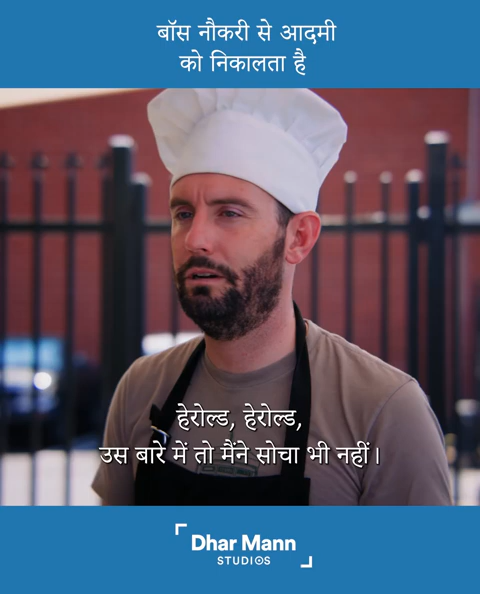 बॉस नौकरी से आदमी
को निकालता है
हेरोल्ड, हेरोल्ड,
उस बारे में तो मैंने सोचा भी नहीं।
Dhar Mann
STUDIOS